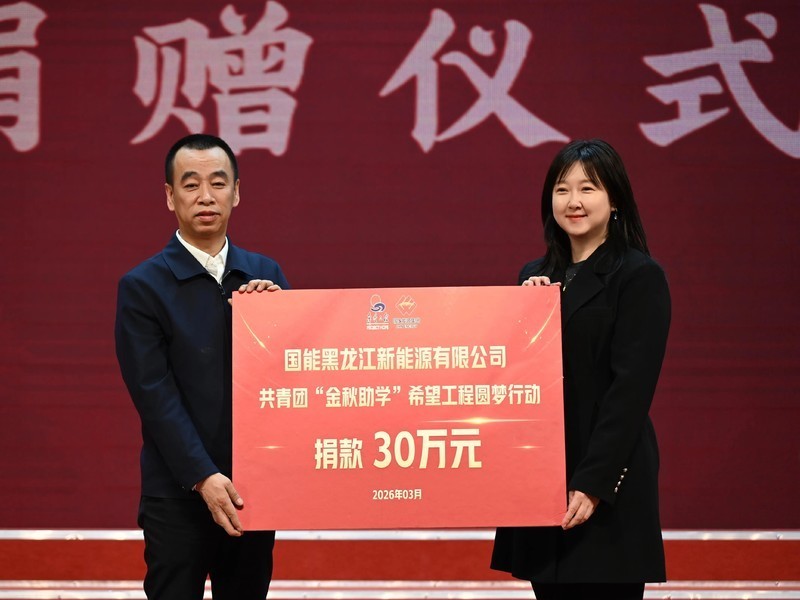 捐赠仪式
国能黑龙江新能源有限公司
共青团“金秋助学”希望工程圆梦行动
捐款 30万元
2026年03月